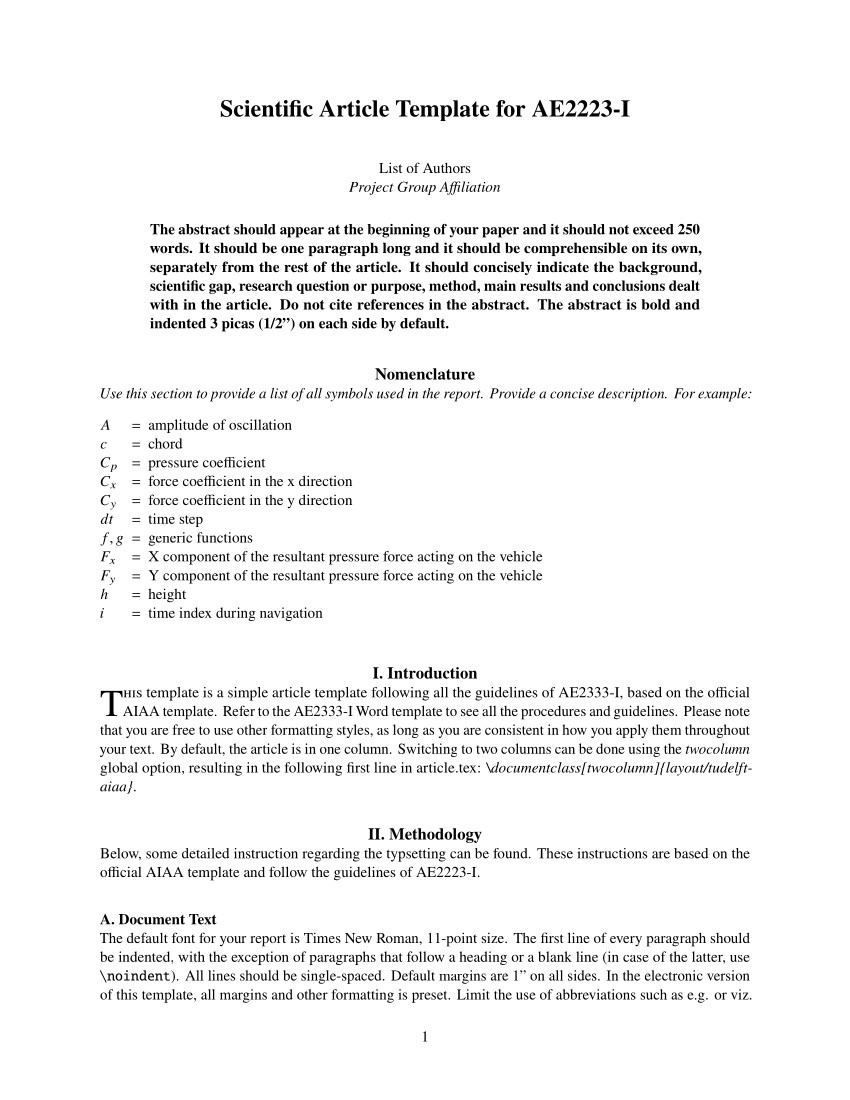 Scientific Article Template for AE2223-I
List of Authors
Project Group Affiliation
The abstract should appear at the beginning of your paper and it should not exceed 250
words. It should be one paragraph long and it should be comprehensible on its own,
separately from the rest of the article. It should concisely indicate the background,
scientific gap, research question or purpose, method, main results and conclusions dealt
with in the article. Do not cite references in the abstract. The abstract is bold and
indented 3 picas (1/2”) on each side by default.
Nomenclature
Use this section to provide a list of all symbols used in the report. Provide a concise description. For example:
A = amplitude of oscillation
c = chord
Cp = pressure coefficient
Cx = force coefficient in the x direction
Cy = force coefficient in the y direction
dt = time step
f, g = generic functions
Fx = X component of the resultant pressure force acting on the vehicle
Fy = Y component of the resultant pressure force acting on the vehicle
h = height
i = time index during navigation
I. Introduction
This template is a simple article template following all the guidelines of AE2333-I, based on the official
AIAA template. Refer to the AE2333-I Word template to see all the procedures and guidelines. Please note
that you are free to use other formatting styles, as long as you are consistent in how you apply them throughout
your text. By default, the article is in one column. Switching to two columns can be done using the twocolumn
global option, resulting in the following first line in article.tex: \documentclass[twocolumn]{layout/tudelft-
aiaa}.
II. Methodology
Below, some detailed instruction regarding the typsetting can be found. These instructions are based on the
official AIAA template and follow the guidelines of AE2223-I.
A. Document Text
The default font for your report is Times New Roman, 11-point size. The first line of every paragraph should
be indented, with the exception of paragraphs that follow a heading or a blank line (in case of the latter, use
\noindent). All lines should be single-spaced. Default margins are 1” on all sides. In the electronic version
of this template, all margins and other formatting is preset. Limit the use of abbreviations such as e.g. or viz.
1